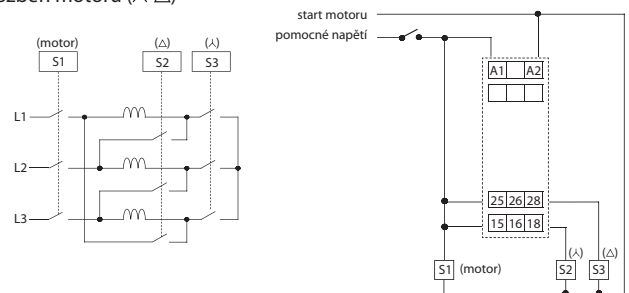 ozběh motoru (⅄ △)
(motor) (△) (⅄)
S1 S2 S3
L1
L2
L3
start motoru
pomocné napětí
A1 A2
25 26 28
15 16 18
(⅄) (△)
S1 (motor) S2 S3